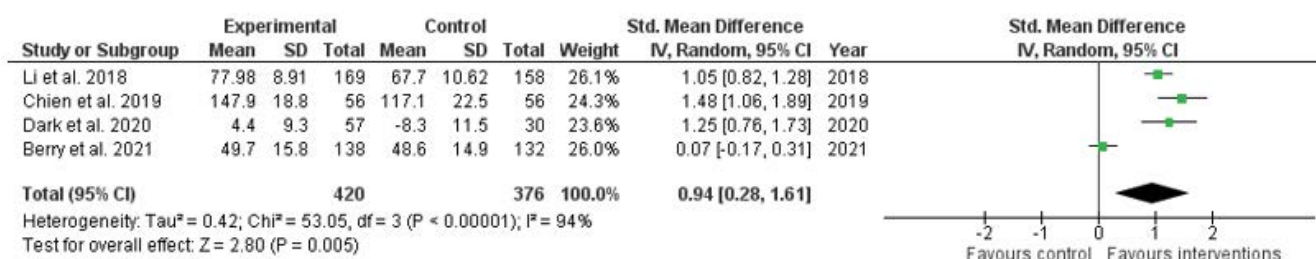 Experimental Control Std. Mean Difference Std. Mean Difference
Study or Subgroup Mean SD Total Mean SD Total Weight IV, Random, 95% CI Year IV, Random, 95% CI
Li et al. 2018 77.98 8.91 169 67.7 10.62 158 26.1% 1.05 [0.82, 1.28] 2018
Chien et al. 2019 147.9 18.8 56 117.1 22.5 56 24.3% 1.48 [1.06, 1.89] 2019
Dark et al. 2020 4.4 9.3 57 -8.3 11.5 30 23.6% 1.25 [0.76, 1.73] 2020
Berry et al. 2021 49.7 15.8 138 48.6 14.9 132 26.0% 0.07 [-0.17, 0.31] 2021
Total (95% CI) 420 376 100.0% 0.94 [0.28, 1.61]
Heterogeneity: Tau² = 0.42; Chi² = 53.05, df = 3 (P < 0.00001); I² = 94%
Test for overall effect: Z = 2.80 (P = 0.005)
-2 -1 0 1 2
Favours control Favours interventions